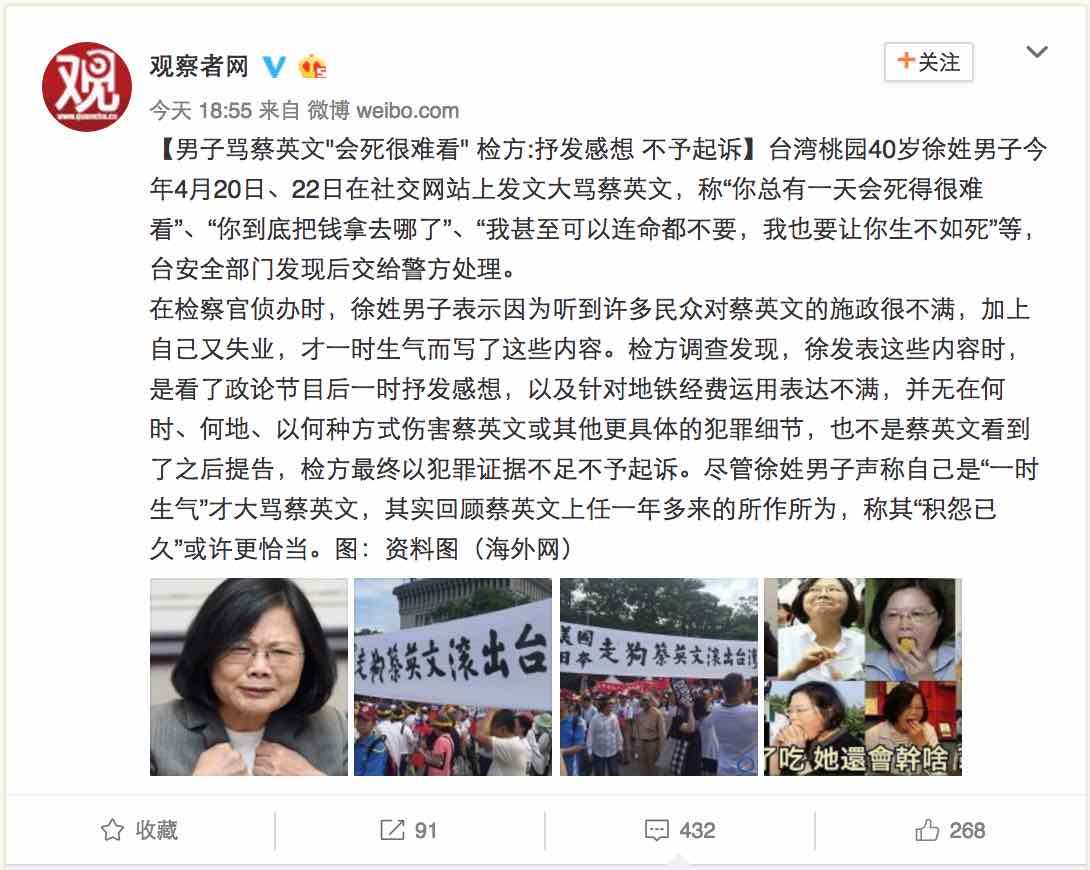 观
www.guancha.cn
观察者网
+关注
今天 18:55 来自 微博 weibo.com
【男子骂蔡英文"会死很难看" 检方:抒发感想 不予起诉】台湾桃园40岁徐姓男子今
年4月20日、22日在社交网站上发文大骂蔡英文，称“你总有一天会死得很难
看”、“你到底把钱拿去哪了”、“我甚至可以连命都不要，我也要让你生不如死”等，
台安全部门发现后交给警方处理。
在检察官侦办时，徐姓男子表示因为听到许多民众对蔡英文的施政很不满，加上
自己又失业，才一时生气而写了这些内容。检方调查发现，徐发表这些内容时，
是看了政论节目后一时抒发感想，以及针对地铁经费运用表达不满，并无在何
时、何地、以何种方式伤害蔡英文或其他更具体的犯罪细节，也不是蔡英文看到
了之后提告，检方最终以犯罪证据不足不予起诉。尽管徐姓男子声称自己是“一时
生气”才大骂蔡英文，其实回顾蔡英文上任一年多来的所作所为，称其“积怨已
久”或许更恰当。图：资料图（海外网）
走狗蔡英文滚出台
美國
日本 走狗蔡英文滚出台灣
了吃 她還會幹啥
收藏
91
432
268